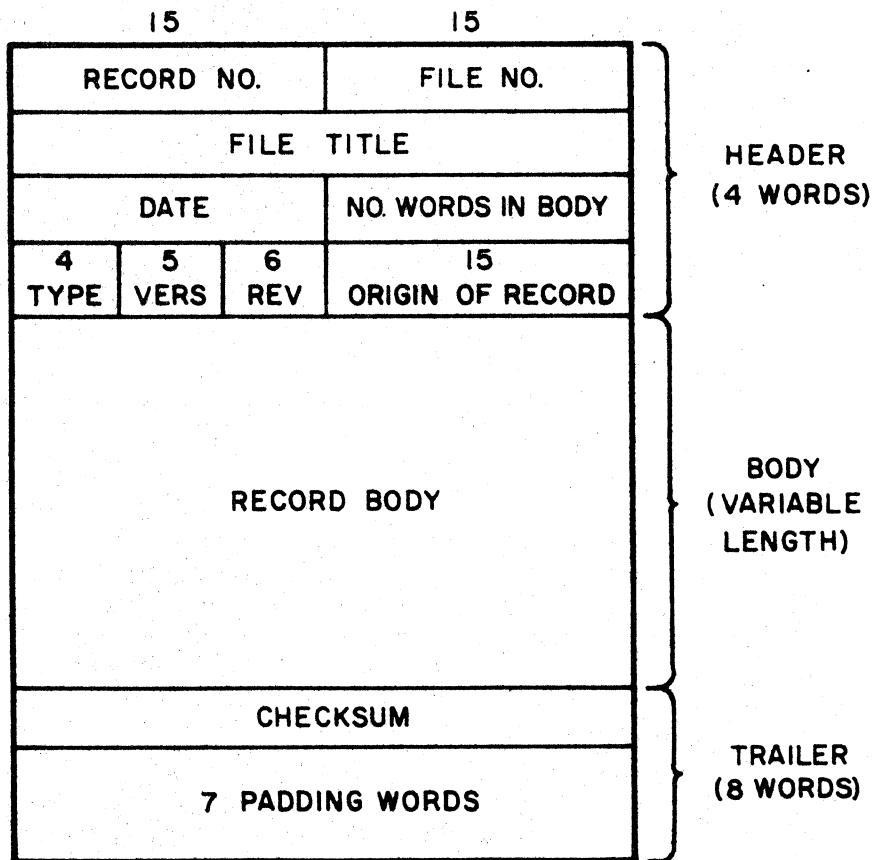 15 15
RECORD NO. FILE NO.
FILE TITLE
HEADER
(4 WORDS)
DATE NO. WORDS IN BODY
4 5 6 15
TYPE VERS REV ORIGIN OF RECORD
RECORD BODY
BODY
(VARIABLE
LENGTH)
CHECKSUM
7 PADDING WORDS
TRAILER
(8 WORDS)